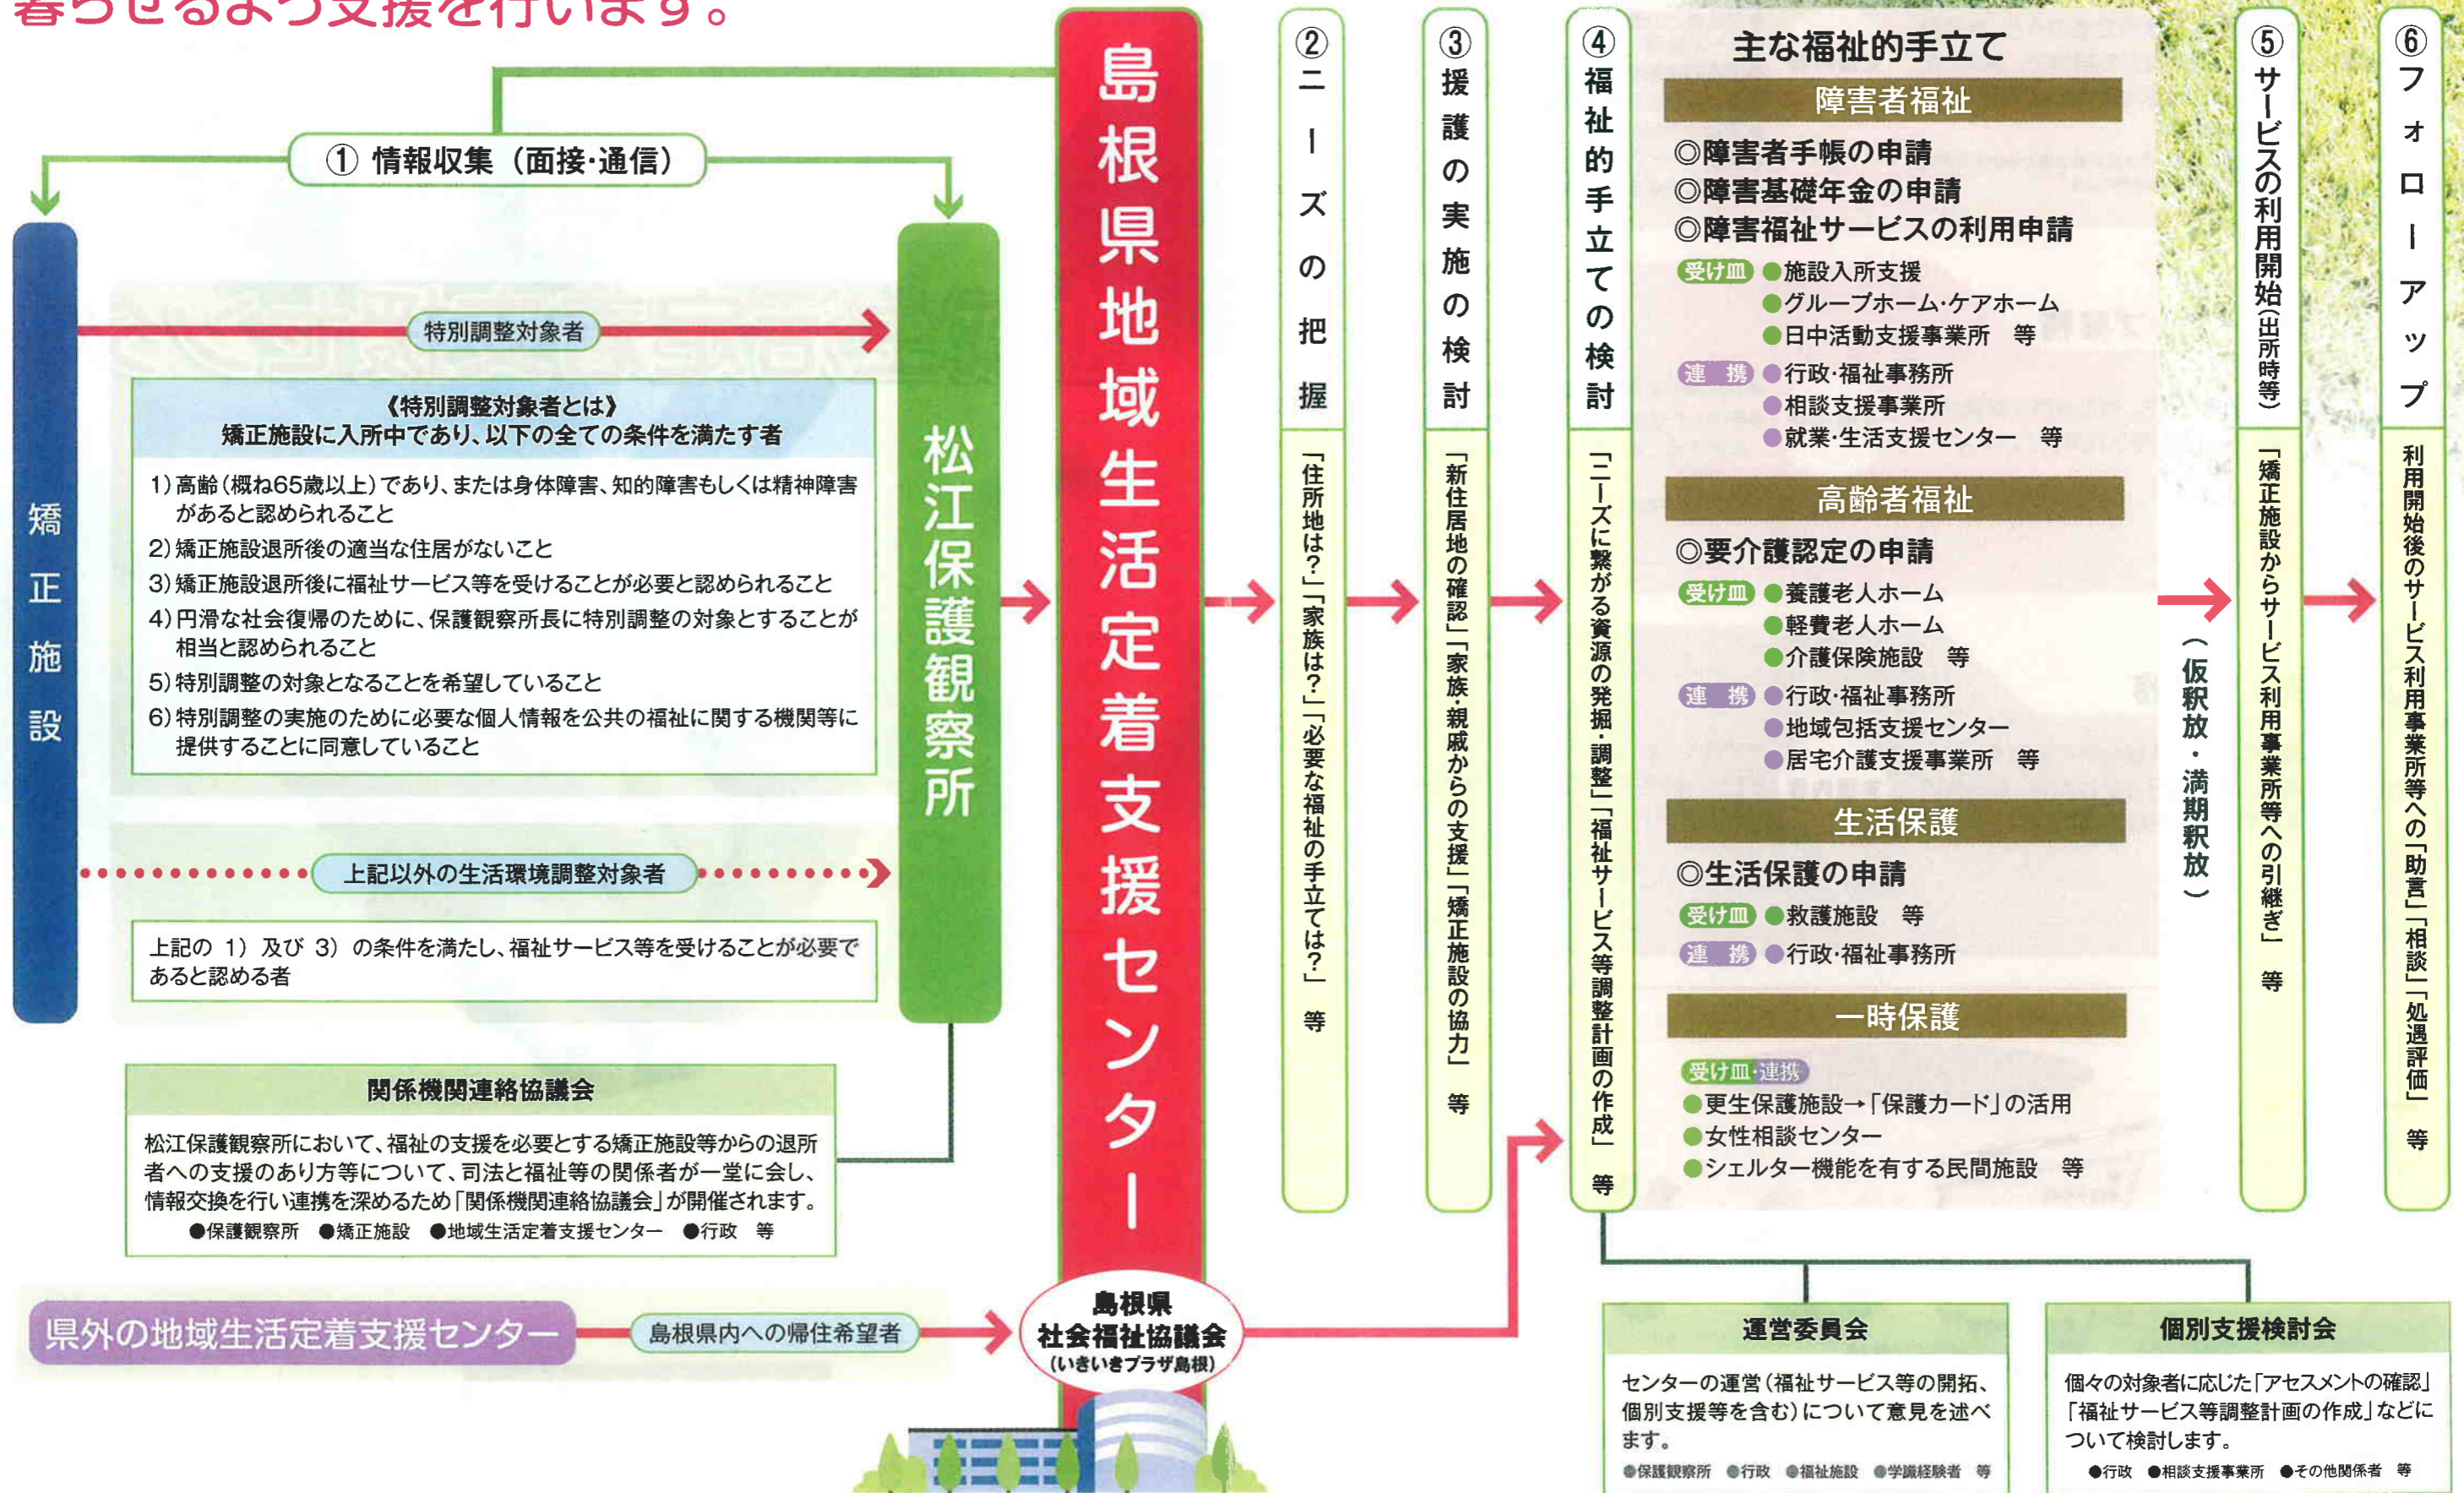 暮らせるよう支援を行います。
① 情報収集（面接・通信）
矯正施設
特別調整対象者
《特別調整対象者とは》
矯正施設に入所中であり、以下の全ての条件を満たす者
1）高齢（概ね65歳以上）であり、または身体障害、知的障害もしくは精神障害
があると認められること
2）矯正施設退所後の適当な住居がないこと
3）矯正施設退所後に福祉サービス等を受けることが必要と認められること
4）円滑な社会復帰のために、保護観察所長に特別調整の対象とすることが
相当と認められること
5）特別調整の対象となることを希望していること
6）特別調整の実施のために必要な個人情報を公共の福祉に関する機関等に
提供することに同意していること
上記以外の生活環境調整対象者
上記の 1） 及び 3） の条件を満たし、福祉サービス等を受けることが必要で
あると認める者
松江保護観察所
関係機関連絡協議会
松江保護観察所において、福祉の支援を必要とする矯正施設等からの退所
者への支援のあり方等について、司法と福祉等の関係者が一堂に会し、
情報交換を行い連携を深めるため「関係機関連絡協議会」が開催されます。
●保護観察所 ●矯正施設 ●地域生活定着支援センター ●行政 等
県外の地域生活定着支援センター
島根県内への帰住希望者
島根県地域生活定着支援センター
島根県
社会福祉協議会
（いきいきプラザ島根）
②ニーズの把握
「住所地は？」「家族は？」「必要な福祉の手立ては？」 等
③援護の実施の検討
「新住居地の確認」「家族・親戚からの支援」「矯正施設の協力」 等
④福祉的手立ての検討
「ニーズに繋がる資源の発掘・調整」「福祉サービス等調整計画の作成」 等
主な福祉的手立て
障害者福祉
◎障害者手帳の申請
◎障害基礎年金の申請
◎障害福祉サービスの利用申請
受け皿 ●施設入所支援
●グループホーム・ケアホーム
●日中活動支援事業所 等
連携 ●行政・福祉事務所
●相談支援事業所
●就業・生活支援センター 等
高齢者福祉
◎要介護認定の申請
受け皿 ●養護老人ホーム
●軽費老人ホーム
●介護保険施設 等
連携 ●行政・福祉事務所
●地域包括支援センター
●居宅介護支援事業所 等
生活保護
◎生活保護の申請
受け皿 ●救護施設 等
連携 ●行政・福祉事務所
一時保護
受け皿・連携
●更生保護施設→「保護カード」の活用
●女性相談センター
●シェルター機能を有する民間施設 等
（仮釈放・満期釈放）
⑤サービスの利用開始（出所時等）
「矯正施設からサービス利用事業所等への引継ぎ」 等
⑥フォローアップ
利用開始後のサービス利用事業所等への「助言」「相談」「処遇評価」 等
運営委員会
センターの運営（福祉サービス等の開拓、
個別支援等を含む）について意見を述べ
ます。
●保護観察所 ●行政 ●福祉施設 ●学識経験者 等
個別支援検討会
個々の対象者に応じた「アセスメントの確認」
「福祉サービス等調整計画の作成」などに
ついて検討します。
●行政 ●相談支援事業所 ●その他関係者 等